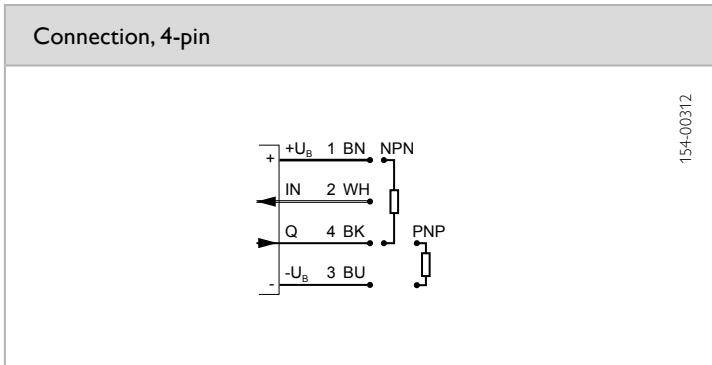 Connection, 4-pin
154-00312
+ +U_B 1 BN NPN
IN 2 WH
Q 4 BK PNP
- -U_B 3 BU